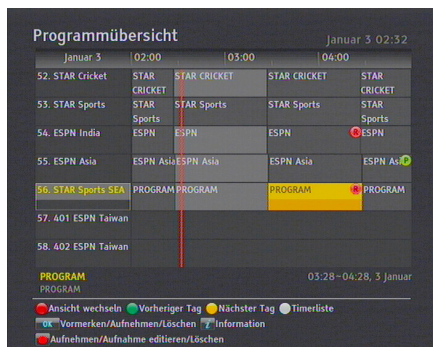 Programmübersicht
Januar 3 02:32
Januar 3 02:00 03:00 04:00
52. STAR Cricket STAR CRICKET STAR CRICKET STAR CRICKET STAR CRICKET
53. STAR Sports STAR Sports STAR Sports STAR Sports STAR Sports
54. ESPN India ESPN ESPN ESPN R ESPN
55. ESPN Asia ESPN Asia ESPN Asia ESPN Asia ESPN As P
56. STAR Sports SEA PROGRAM PROGRAM PROGRAM R PROGRAM
57. 401 ESPN Taiwan
58. 402 ESPN Taiwan
PROGRAM 03:28~04:28, 3 Januar
PROGRAM
Ansicht wechseln Vorheriger Tag Nächster Tag Timerliste
OK Vormerken/Aufnehmen/Löschen i Information
Aufnehmen/Aufnahme editieren/Löschen